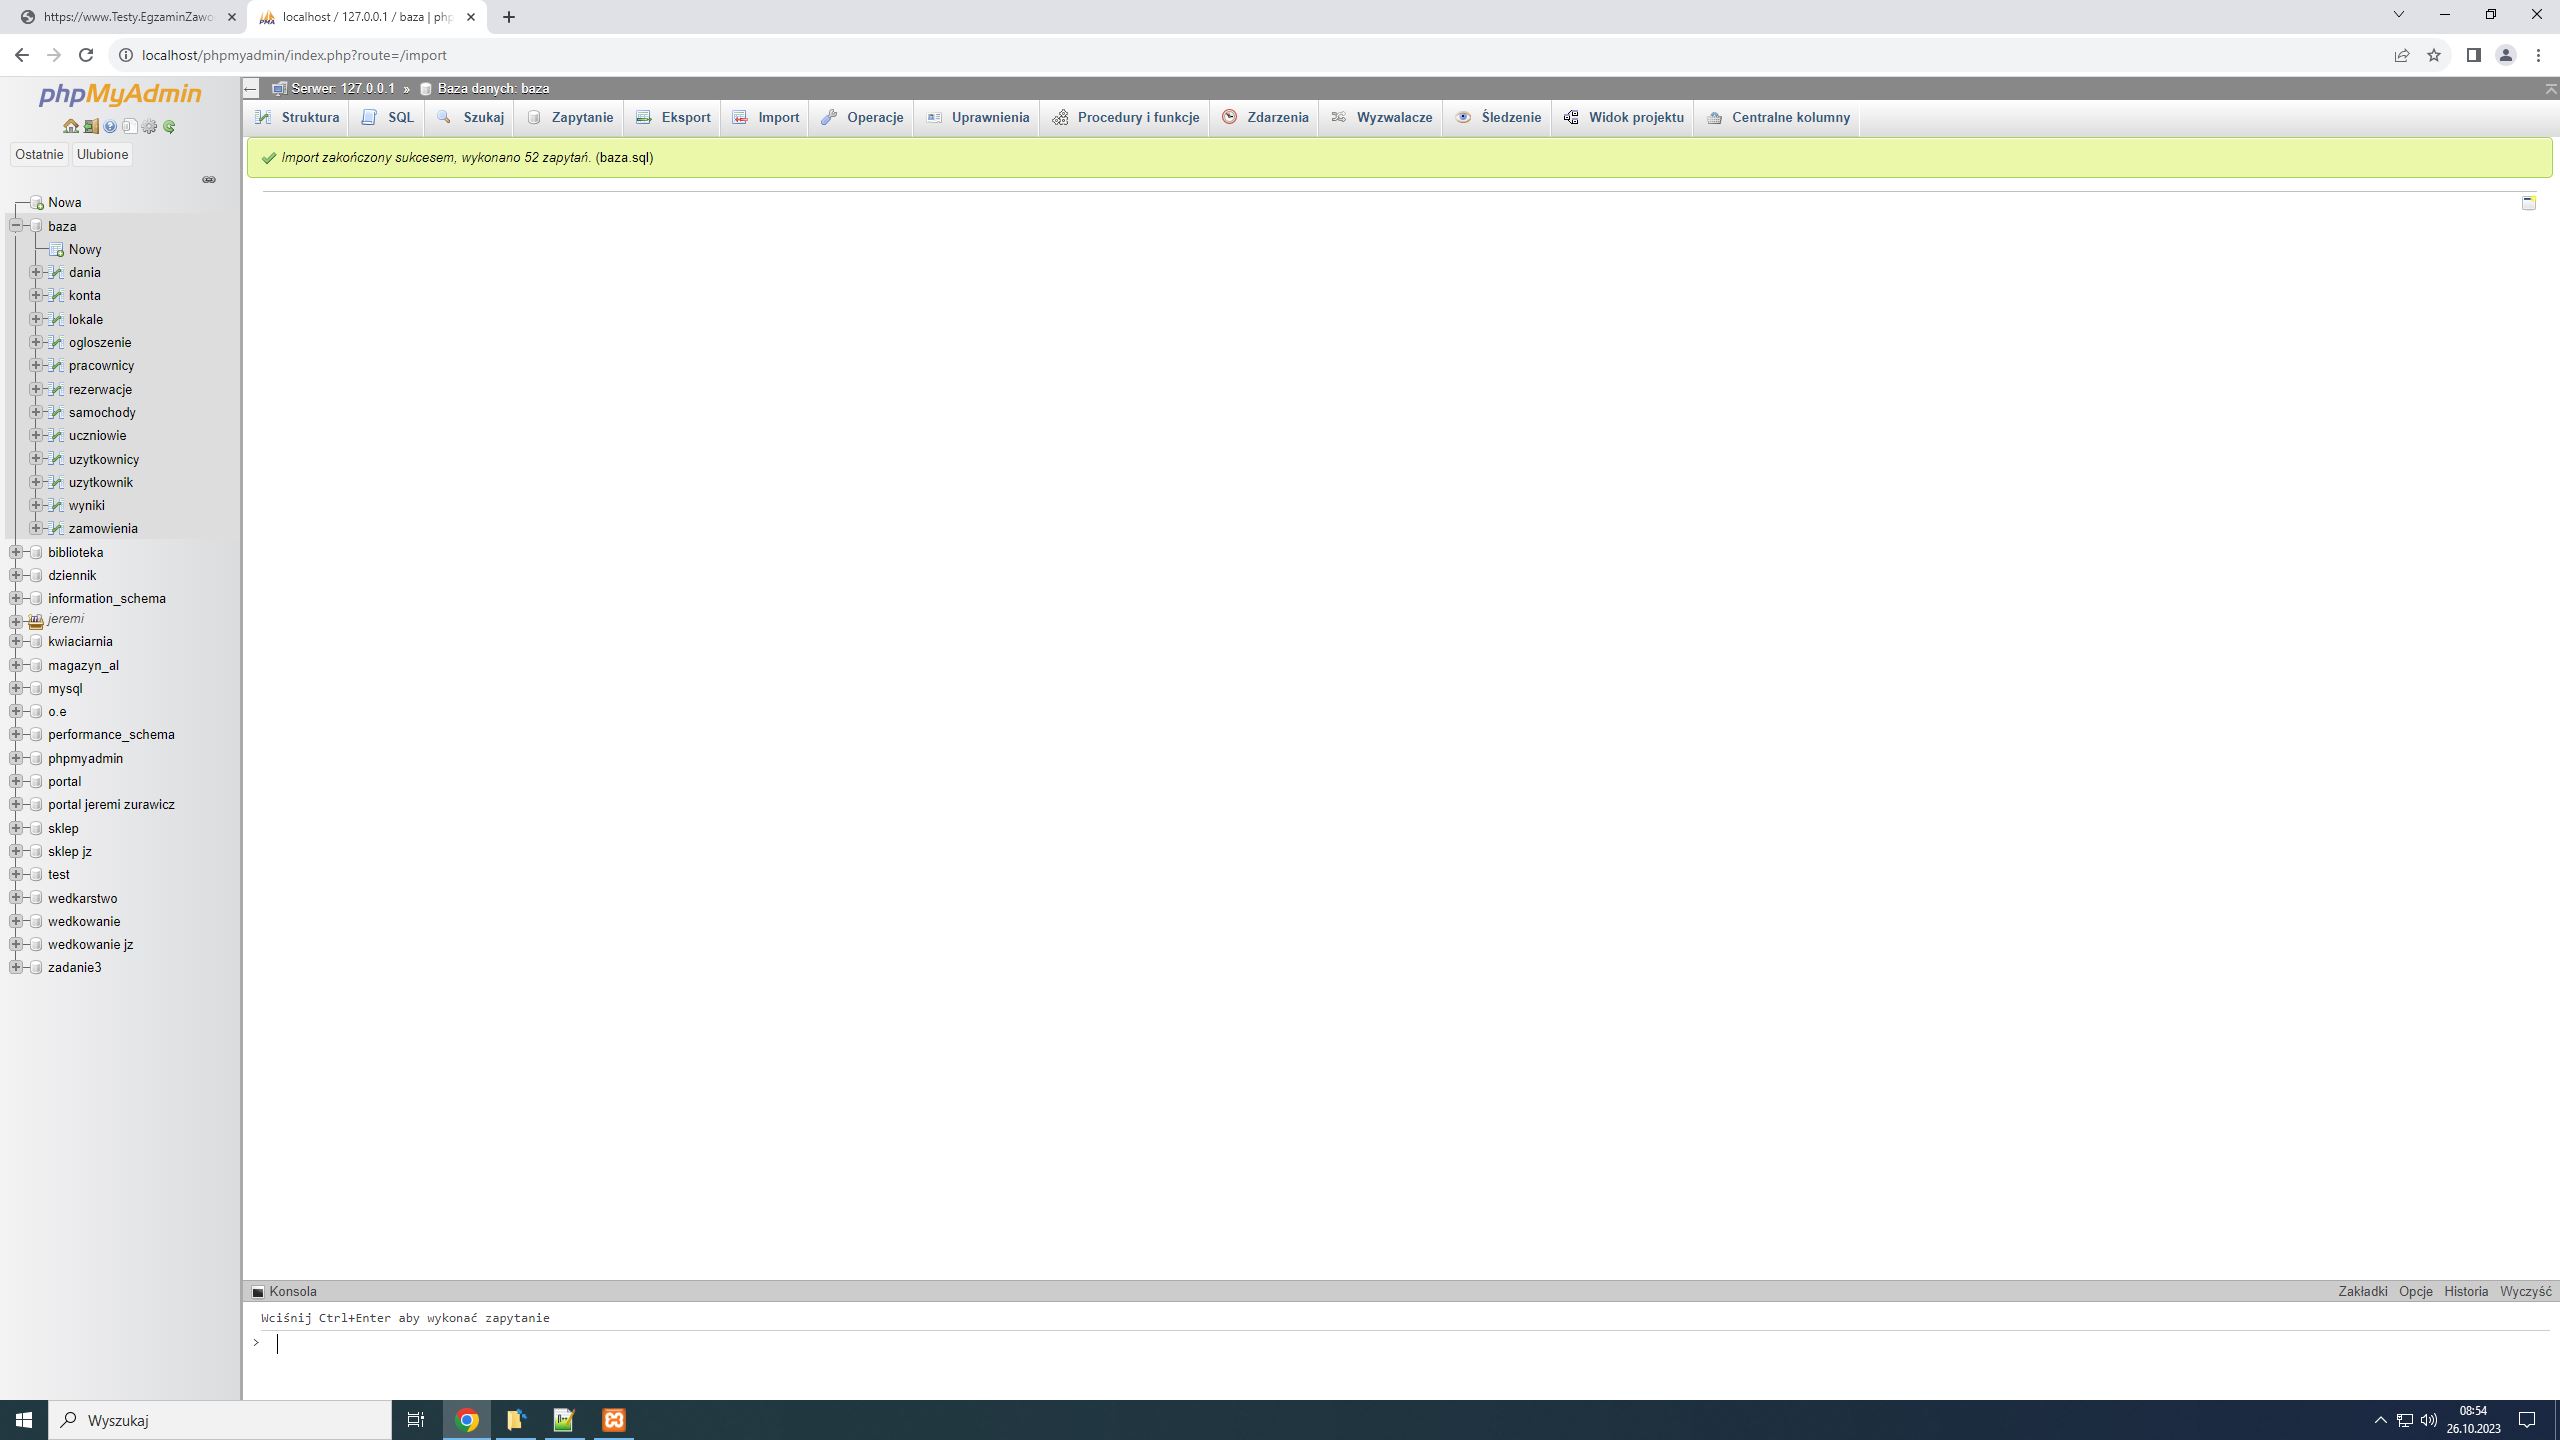 https://www.Testy.EgzaminZawo
localhost / 127.0.0.1 / baza | php
localhost/phpmyadmin/index.php?route=/import
phpMyAdmin
Serwer: 127.0.0.1 » Baza danych: baza
Struktura SQL Szukaj Zapytanie Eksport Import Operacje Uprawnienia Procedury i funkcje Zdarzenia Wyzwalacze Śledzenie Widok projektu Centralne kolumny
Ostatnie Ulubione
Import zakończony sukcesem, wykonano 52 zapytań. (baza.sql)
Nowa
baza
Nowy
dania
konta
lokale
ogloszenie
pracownicy
rezerwacje
samochody
uczniowie
uzytkownicy
uzytkownik
wyniki
zamowienia
biblioteka
dziennik
information_schema
jeremi
kwiaciarnia
magazyn_al
mysql
o.e
performance_schema
phpmyadmin
portal
portal jeremi zurawicz
sklep
sklep jz
test
wedkarstwo
wedkowanie
wedkowanie jz
zadanie3
Konsola Zakładki Opcje Historia Wyczyść
Wciśnij Ctrl+Enter aby wykonać zapytanie
>
Wyszukaj
08:54
26.10.2023